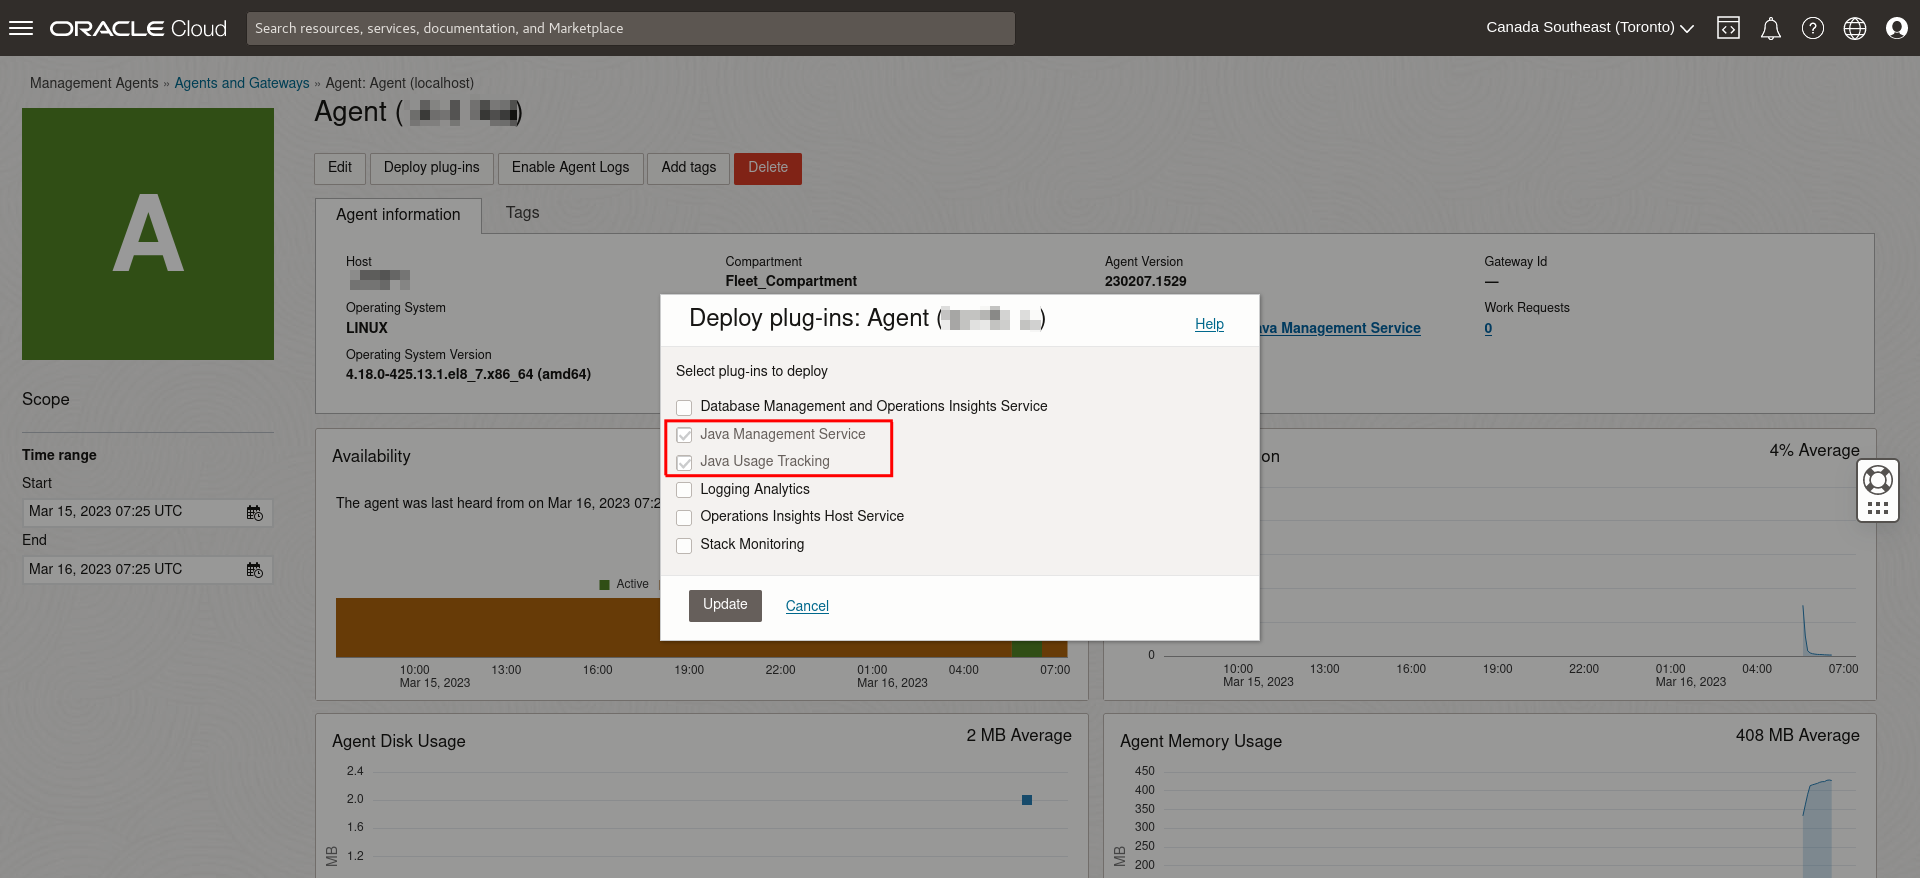 ORACLE Cloud
Search resources, services, documentation, and Marketplace
Canada Southeast (Toronto)
Management Agents » Agents and Gateways » Agent: Agent (localhost)
Agent ( )
A
Edit
Deploy plug-ins
Enable Agent Logs
Add tags
Delete
Agent information
Tags
Host
Compartment
Fleet_Compartment
Agent Version
230207.1529
Gateway Id
—
Operating System
LINUX
Work Requests
0
ava Management Service
Operating System Version
4.18.0-425.13.1.el8_7.x86_64 (amd64)
Scope
Time range
Start
Mar 15, 2023 07:25 UTC
End
Mar 16, 2023 07:25 UTC
Deploy plug-ins: Agent ( )
Help
Select plug-ins to deploy
Database Management and Operations Insights Service
Java Management Service
Java Usage Tracking
Logging Analytics
Operations Insights Host Service
Stack Monitoring
Update
Cancel
Availability
The agent was last heard from on Mar 16, 2023 07:2
Active
10:00 13:00 16:00 19:00 22:00 01:00 04:00 07:00
Mar 15, 2023 Mar 16, 2023
on
4% Average
0
10:00 13:00 16:00 19:00 22:00 01:00 04:00 07:00
Mar 15, 2023 Mar 16, 2023
Agent Disk Usage
2 MB Average
2.4
2.0
1.6
1.2
MB
Agent Memory Usage
408 MB Average
450
400
350
300
250
200
MB